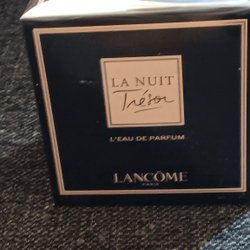 LA NUIT
Trésor
L'EAU DE PARFUM
LANCÔME
PARIS